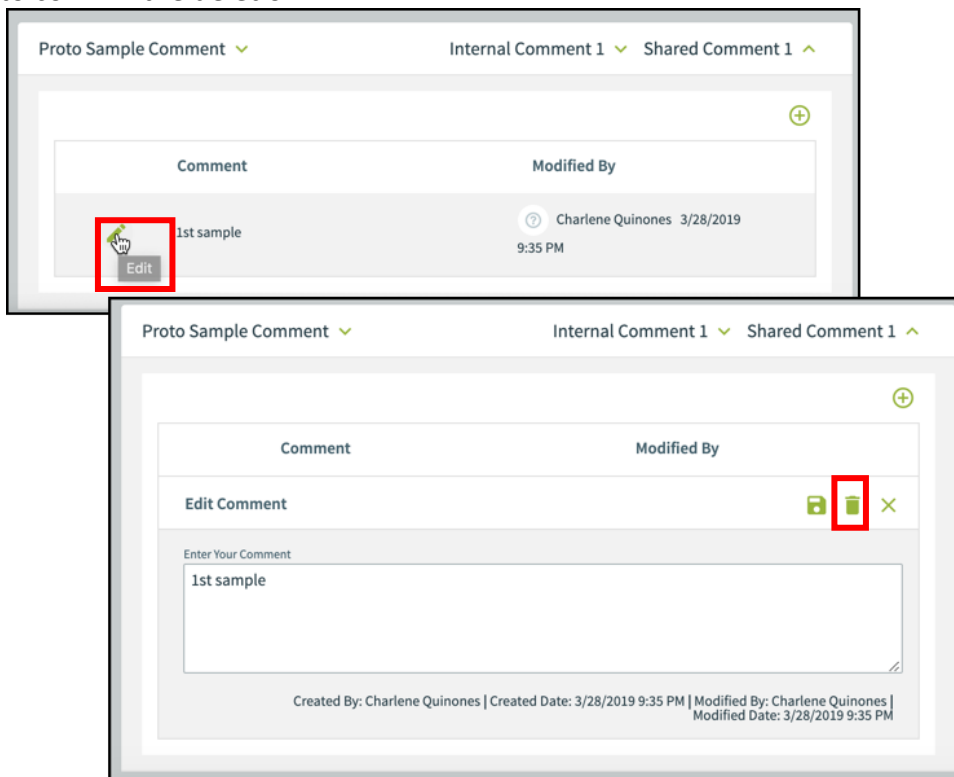 Proto Sample Comment Internal Comment 1 Shared Comment 1
Comment Modified By
1st sample Charlene Quinones 3/28/2019
9:35 PM
Edit
Proto Sample Comment Internal Comment 1 Shared Comment 1
Comment Modified By
Edit Comment
Enter Your Comment
1st sample
Created By: Charlene Quinones | Created Date: 3/28/2019 9:35 PM | Modified By: Charlene Quinones |
Modified Date: 3/28/2019 9:35 PM